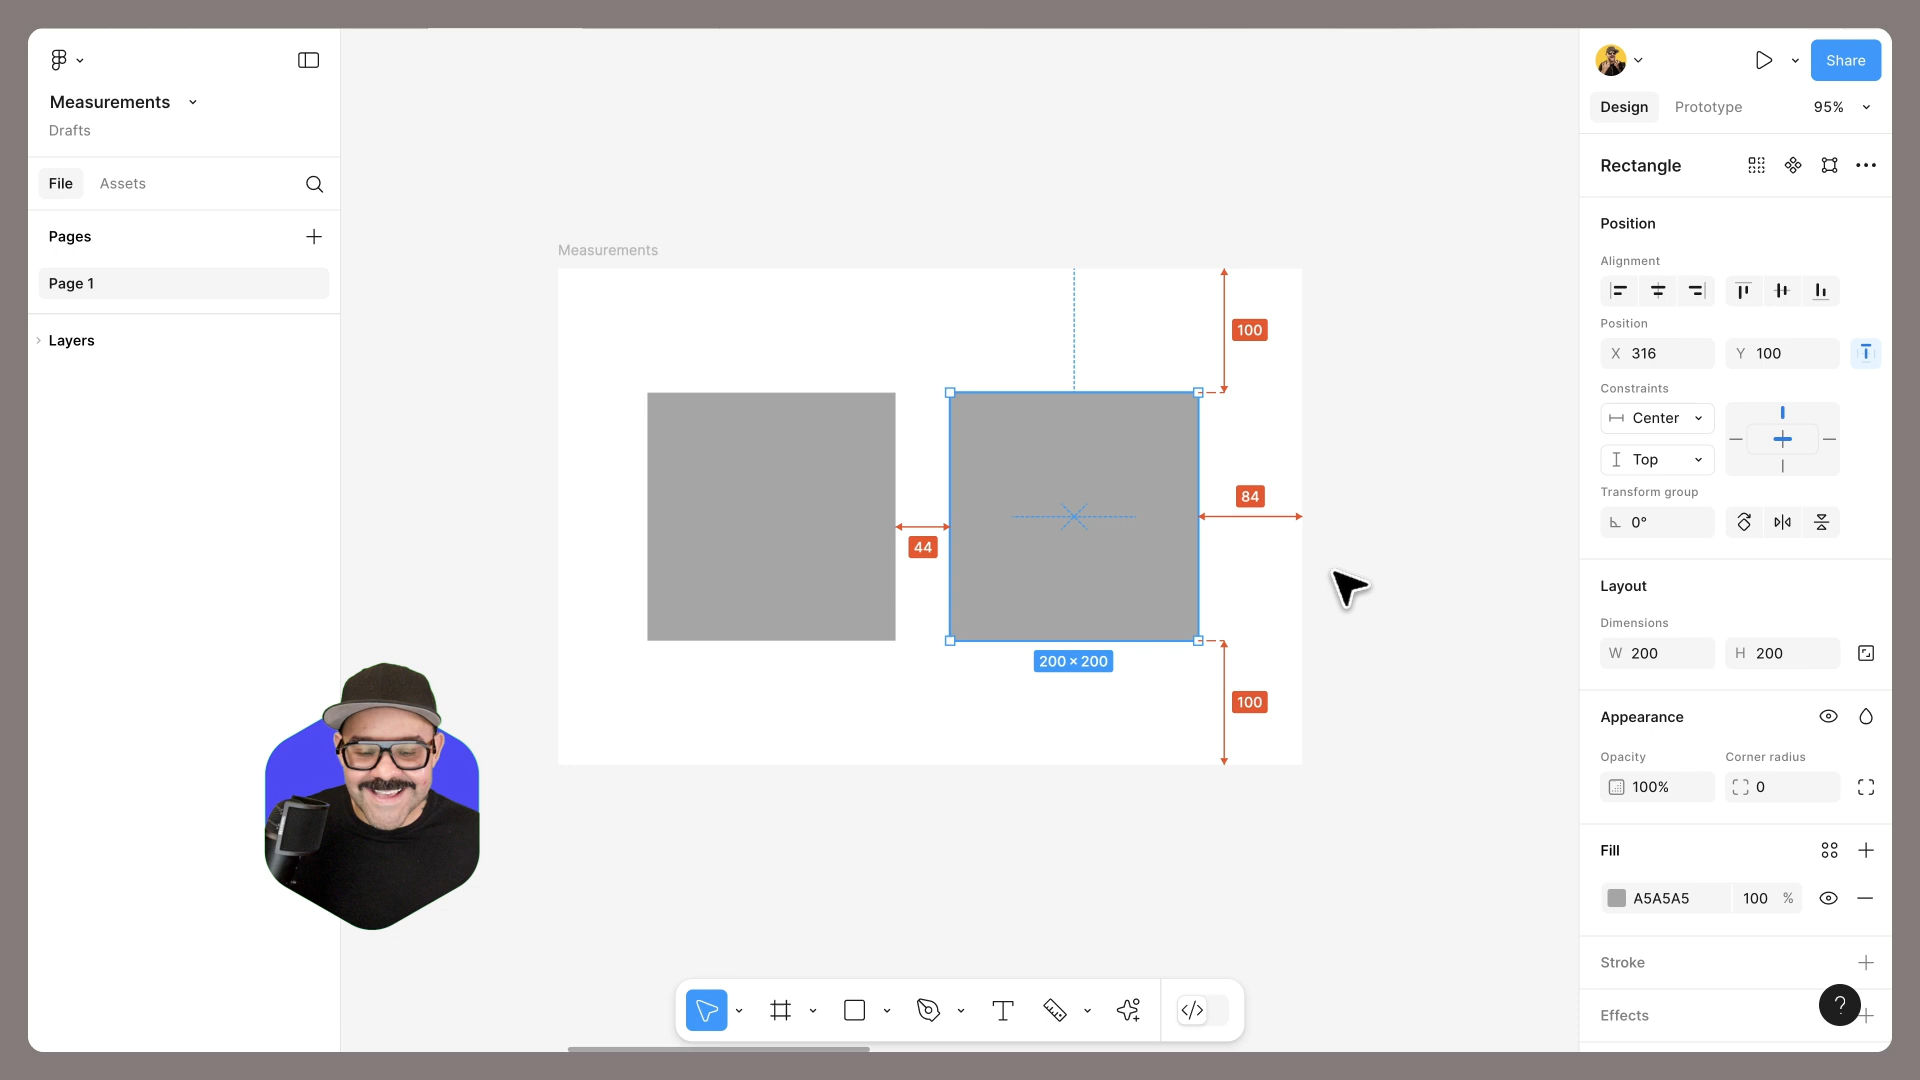 Measurements
Drafts
File
Assets
Pages
Page 1
Layers
Measurements
100
84
44
200 × 200
100
Share
Design
Prototype
95%
Rectangle
Position
Alignment
Position
X 316
Y 100
Constraints
Center
Top
Transform group
0°
Layout
Dimensions
W 200
H 200
Appearance
Opacity
Corner radius
100%
0
Fill
A5A5A5
100 %
Stroke
Effects
?